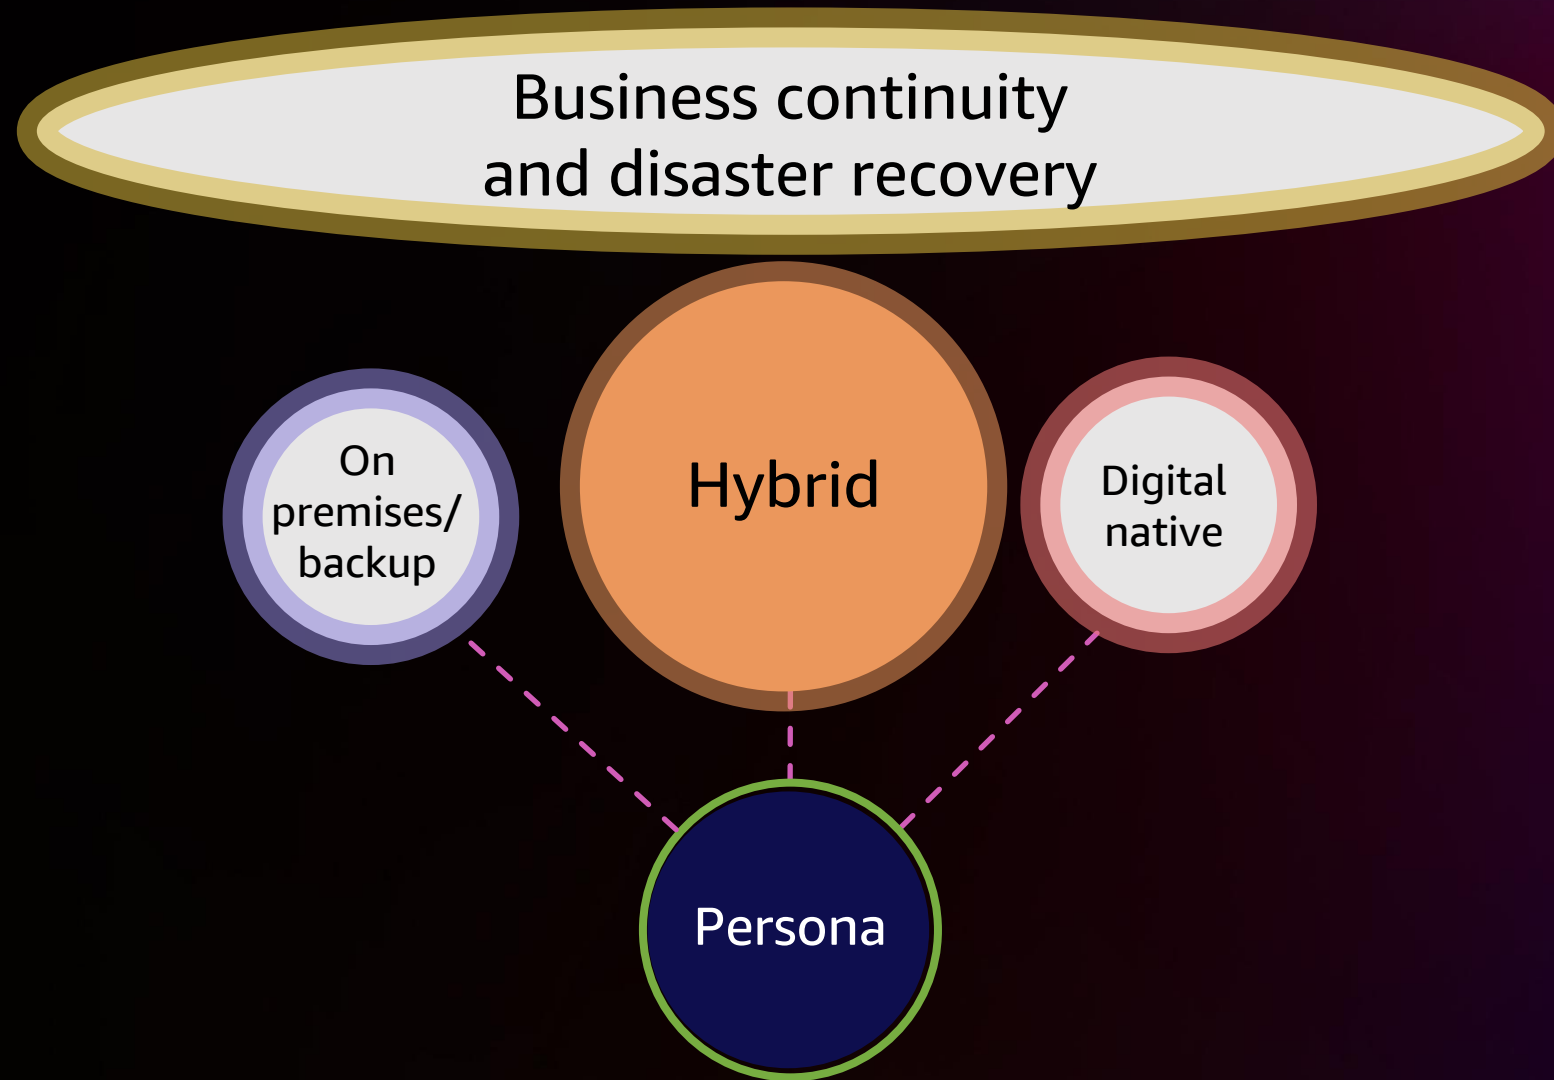 Business continuity
and disaster recovery
On
premises/
backup
Hybrid
Digital
native
Persona